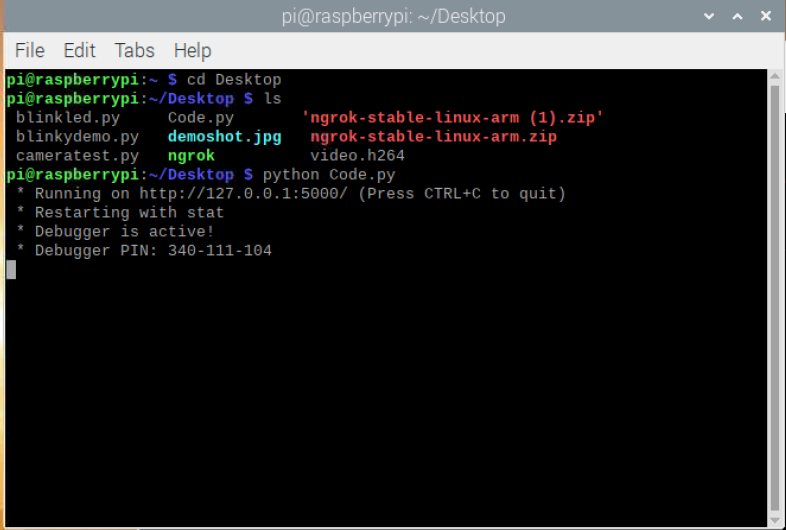 pi@raspberrypi: ~/Desktop
File Edit Tabs Help
pi@raspberrypi:~ $ cd Desktop
pi@raspberrypi:~/Desktop $ ls
blinkled.py Code.py 'ngrok-stable-linux-arm (1).zip'
blinkydemo.py demoshot.jpg ngrok-stable-linux-arm.zip
cameratest.py ngrok video.h264
pi@raspberrypi:~/Desktop $ python Code.py
* Running on http://127.0.0.1:5000/ (Press CTRL+C to quit)
* Restarting with stat
* Debugger is active!
* Debugger PIN: 340-111-104